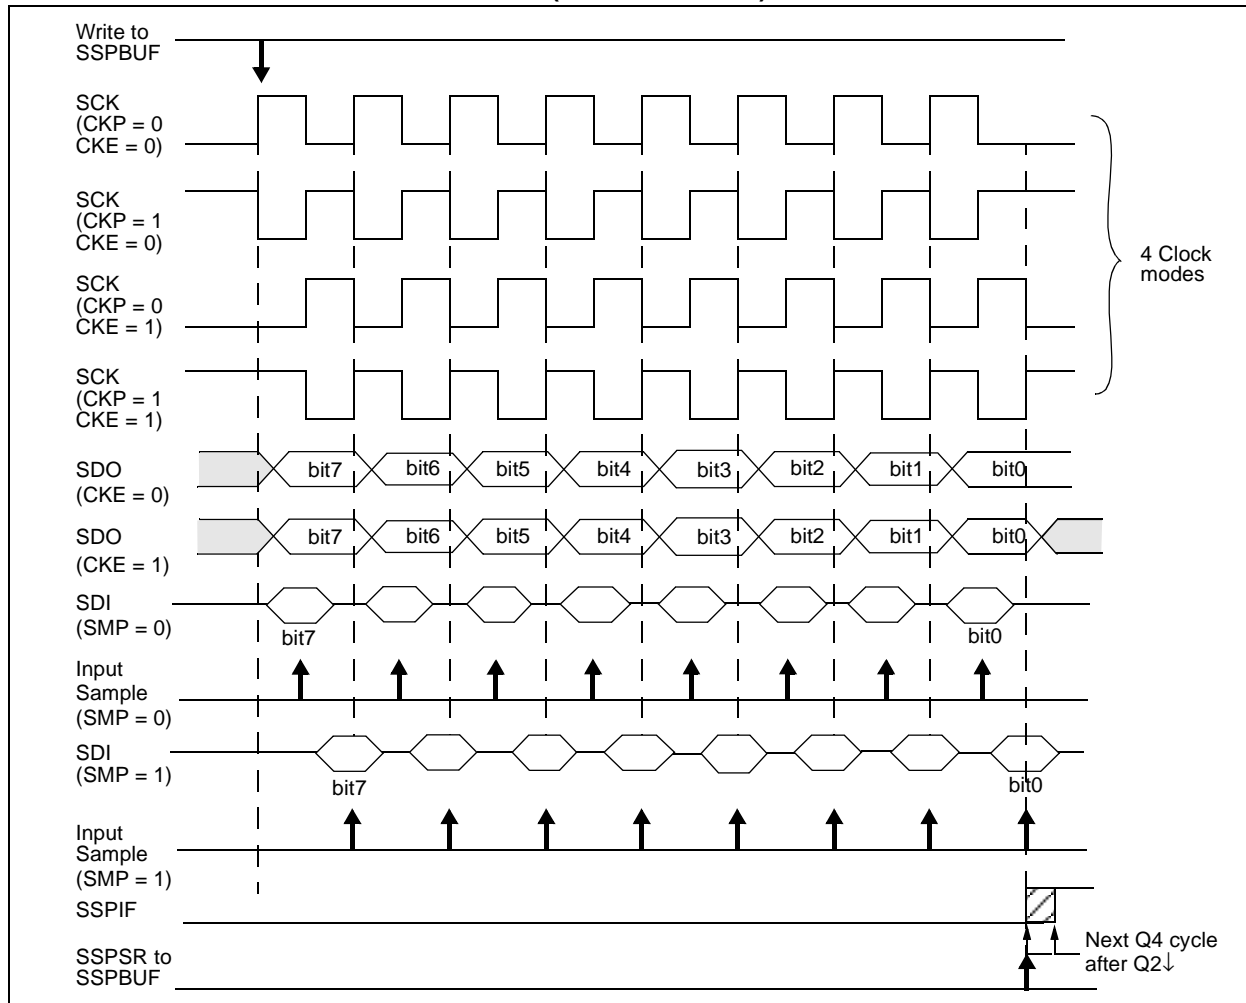 Write to
SSPBUF
SCK
(CKP = 0
CKE = 0)
SCK
(CKP = 1
CKE = 0)
4 Clock
modes
SCK
(CKP = 0
CKE = 1)
SCK
(CKP = 1
CKE = 1)
SDO
(CKE = 0)
bit7 bit6 bit5 bit4 bit3 bit2 bit1 bit0
SDO
(CKE = 1)
bit7 bit6 bit5 bit4 bit3 bit2 bit1 bit0
SDI
(SMP = 0)
bit7 bit0
Input
Sample
(SMP = 0)
SDI
(SMP = 1)
bit7 bit0
Input
Sample
(SMP = 1)
SSPIF
Next Q4 cycle
after Q2↓
SSPSR to
SSPBUF